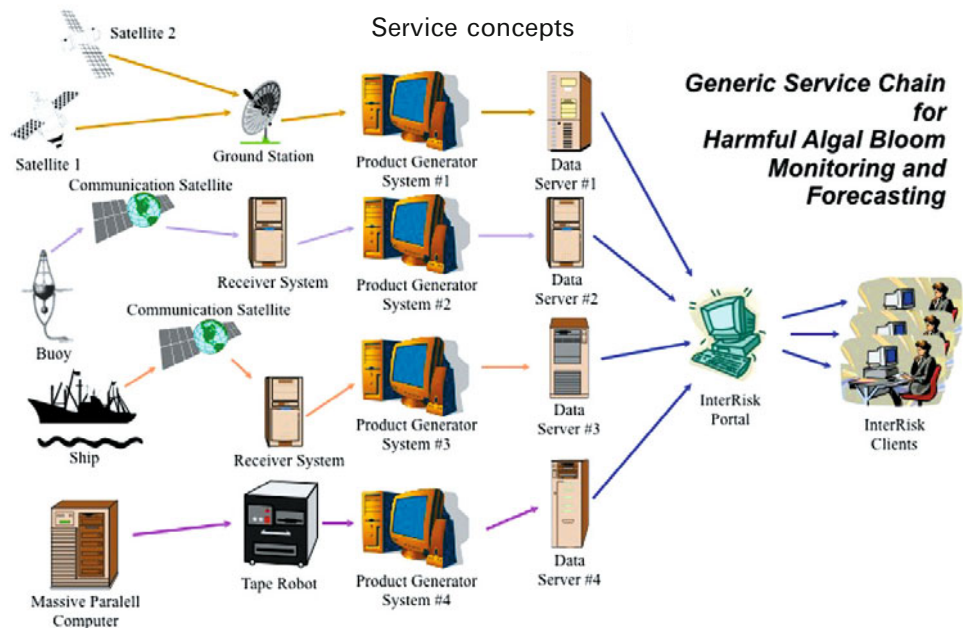 Service concepts
Satellite 2
Generic Service Chain
for
Harmful Algal Bloom
Monitoring and
Forecasting
Satellite 1
Ground Station
Product Generator
System #1
Data
Server #1
Communication Satellite
Receiver System
Product Generator
System #2
Data
Server #2
Buoy
Communication Satellite
Ship
Receiver System
Product Generator
System #3
Data
Server #3
InterRisk
Portal
InterRisk
Clients
Massive Paralell
Computer
Tape Robot
Product Generator
System #4
Data
Server #4